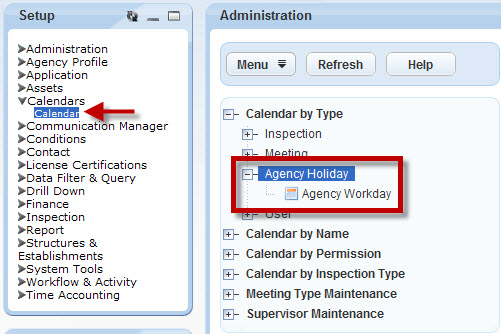 Setup
Administration
Agency Profile
Application
Assets
Calendars
Calendar
Communication Manager
Conditions
Contact
License Certifications
Data Filter & Query
Drill Down
Finance
Inspection
Report
Structures &
Establishments
System Tools
Workflow & Activity
Time Accounting
Administration
Menu
Refresh
Help
Calendar by Type
Inspection
Meeting
Agency Holiday
Agency Workday
User
Calendar by Name
Calendar by Permission
Calendar by Inspection Type
Meeting Type Maintenance
Supervisor Maintenance